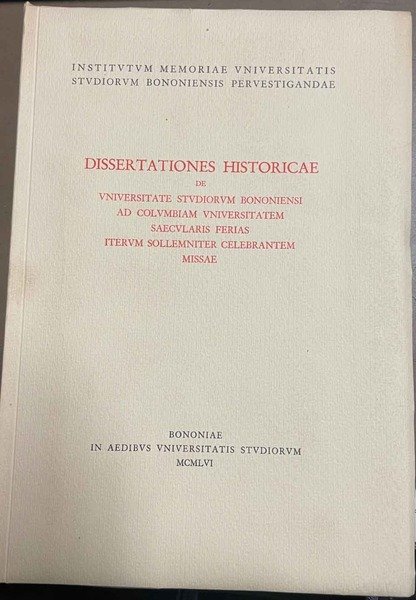 INSTITVTVM MEMORIAE VNIVERSITATIS
STVDIORVM BONONIENSIS PERVESTIGANDAE
DISSERTATIONES HISTORICAE
DE
VNIVERSITATE STVDIORVM BONONIENSI
AD COLVMBIAM VNIVERSITATEM
SAECVLARIS FERIAS
ITERVM SOLLEMNITER CELEBRANTEM
MISSAE
BONONIAE
IN AEDIBVS VNIVERSITATIS STVDIORVM
MCMLVI